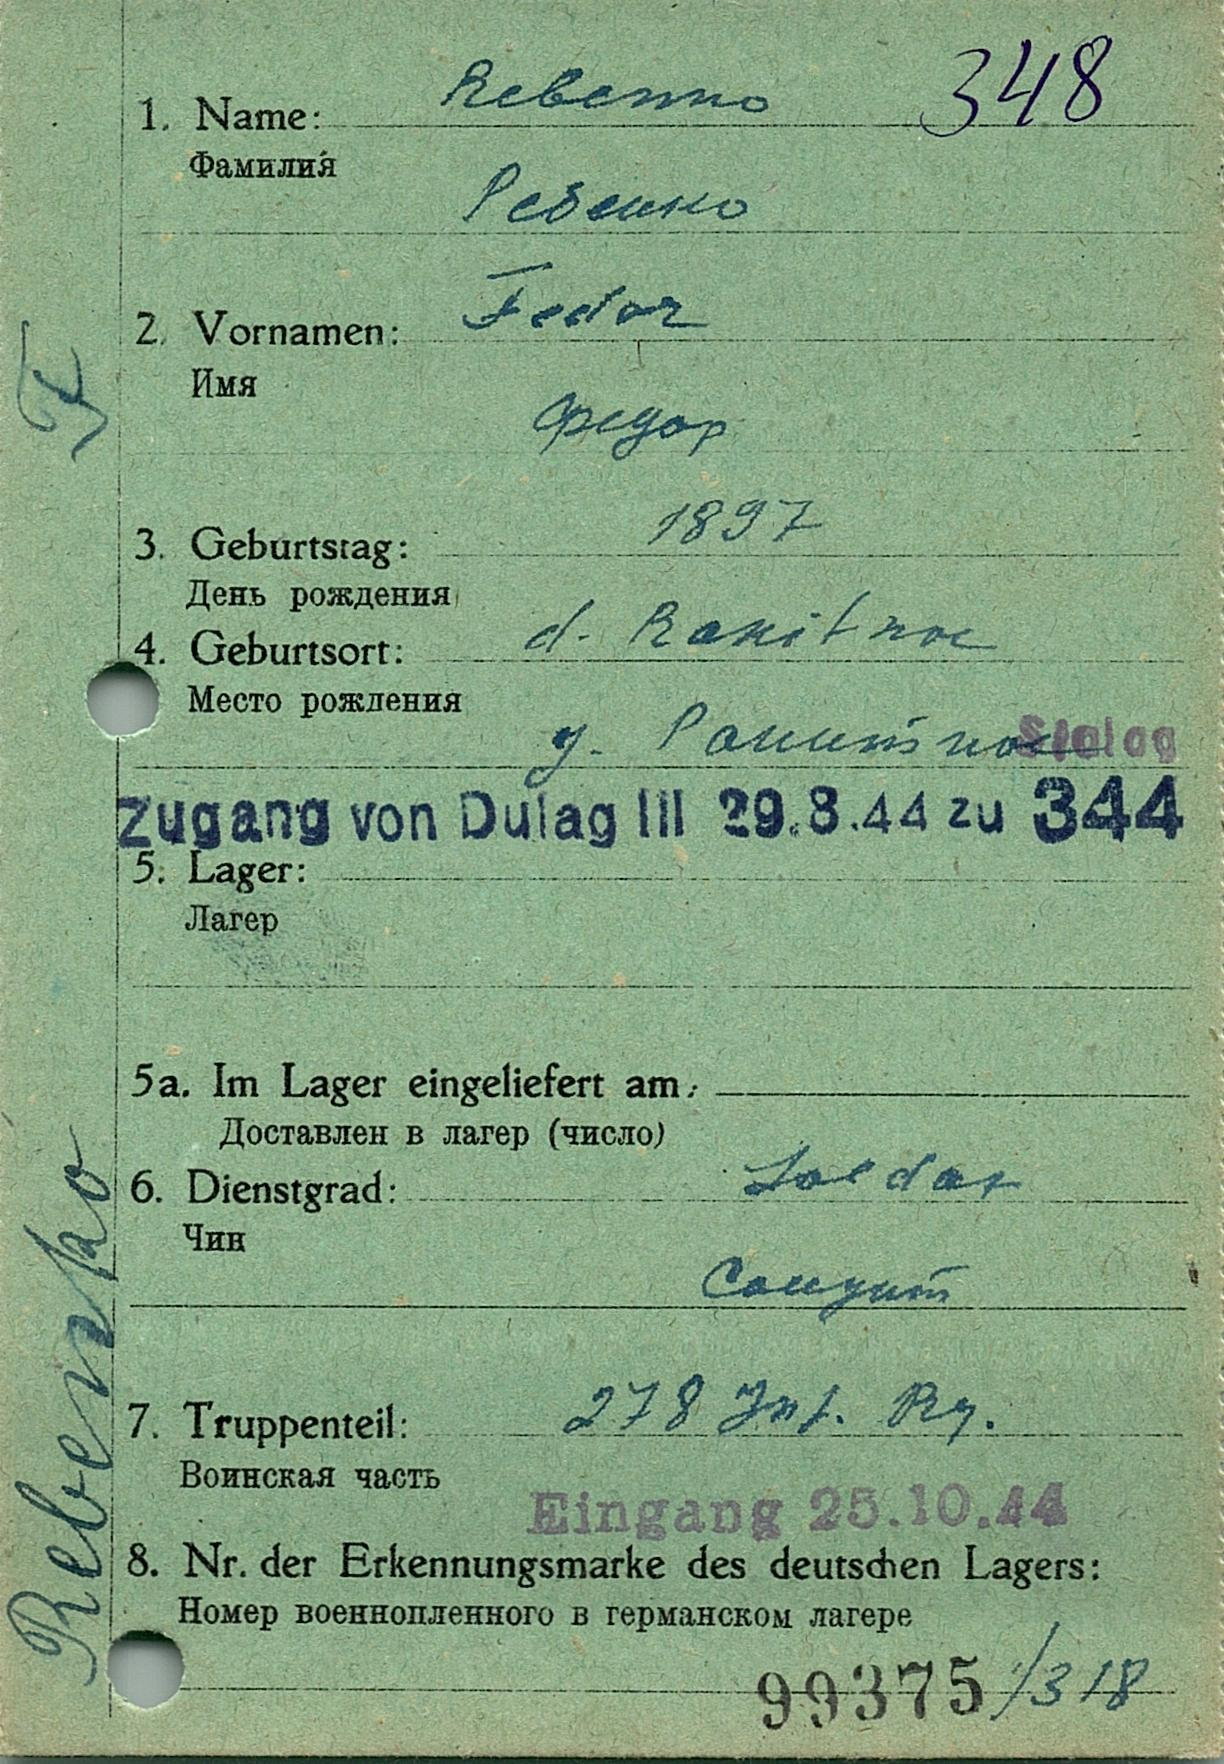 348
1. Name: Rebenko
Фамилия
Ребенко
2. Vornamen: Fedor
Имя
Федор
3. Geburtstag: 1897
День рождения
4. Geburtsort: d. Rakitnoe
Место рождения
д. Ракитное
Stalag
Zugang von Dulag III 29.8.44 zu 344
5. Lager:
Лагер
5a. Im Lager eingeliefert am:
Доставлен в лагер (число)
6. Dienstgrad: Soldat
Чин
Солдат
7. Truppenteil: 278 Inf. Rg.
Воинская часть
Eingang 25.10.44
8. Nr. der Erkennungsmarke des deutschen Lagers:
Номер военнопленного в германском лагере
99375/318
Rebenko F